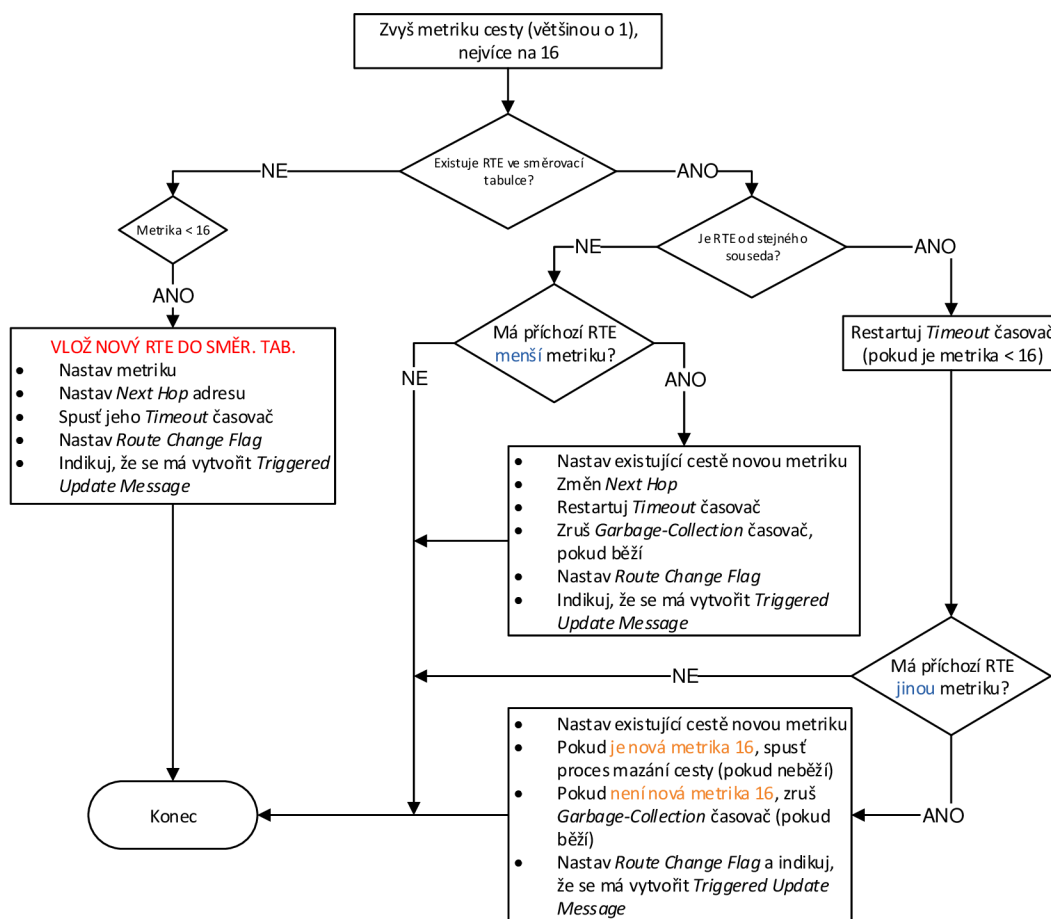 Zvyš metriku cesty (většinou o 1),
nejvíce na 16
Existuje RTE ve směrovací
tabulce?
NE
ANO
Metrika < 16
Je RTE od stejného
souseda?
NE
ANO
ANO
Má příchozí RTE
menší metriku?
Restartuj Timeout časovač
(pokud je metrika < 16)
VLOŽ NOVÝ RTE DO SMĚR. TAB.
• Nastav metriku
• Nastav Next Hop adresu
• Spusť jeho Timeout časovač
• Nastav Route Change Flag
• Indikuj, že se má vytvořit Triggered
Update Message
NE
ANO
• Nastav existující cestě novou metriku
• Změn Next Hop
• Restartuj Timeout časovač
• Zruš Garbage-Collection časovač,
pokud běží
• Nastav Route Change Flag
• Indikuj, že se má vytvořit Triggered
Update Message
Má příchozí RTE
jinou metriku?
NE
ANO
• Nastav existující cestě novou metriku
• Pokud je nová metrika 16, spusť
proces mazání cesty (pokud neběží)
• Pokud není nová metrika 16, zruš
Garbage-Collection časovač (pokud
běží)
• Nastav Route Change Flag a indikuj,
že se má vytvořit Triggered Update
Message
Konec